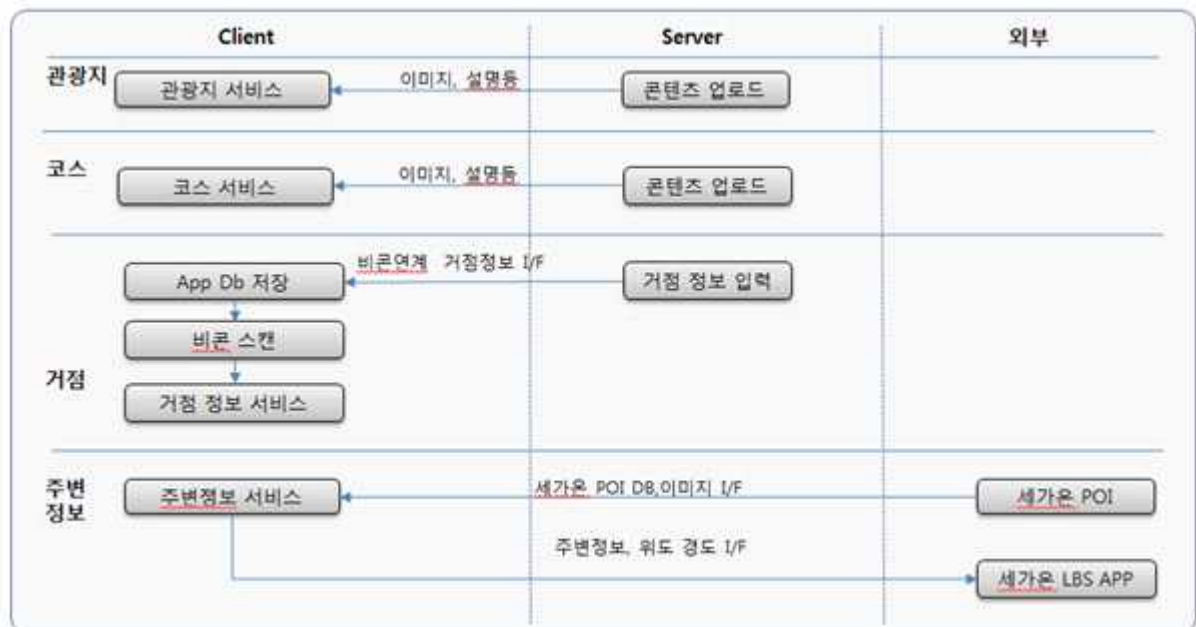 Client Server 외부
관광지
관광지 서비스
이미지, 설명등
콘텐츠 업로드
코스
코스 서비스
이미지, 설명등
콘텐츠 업로드
비콘연계 거점정보 I/F
App Db 저장
거점 정보 입력
비콘 스캔
거점
거점 정보 서비스
주변
정보
주변정보 서비스
세가온 POI DB,이미지 I/F
세가온 POI
주변정보, 위도 경도 I/F
세가온 LBS APP